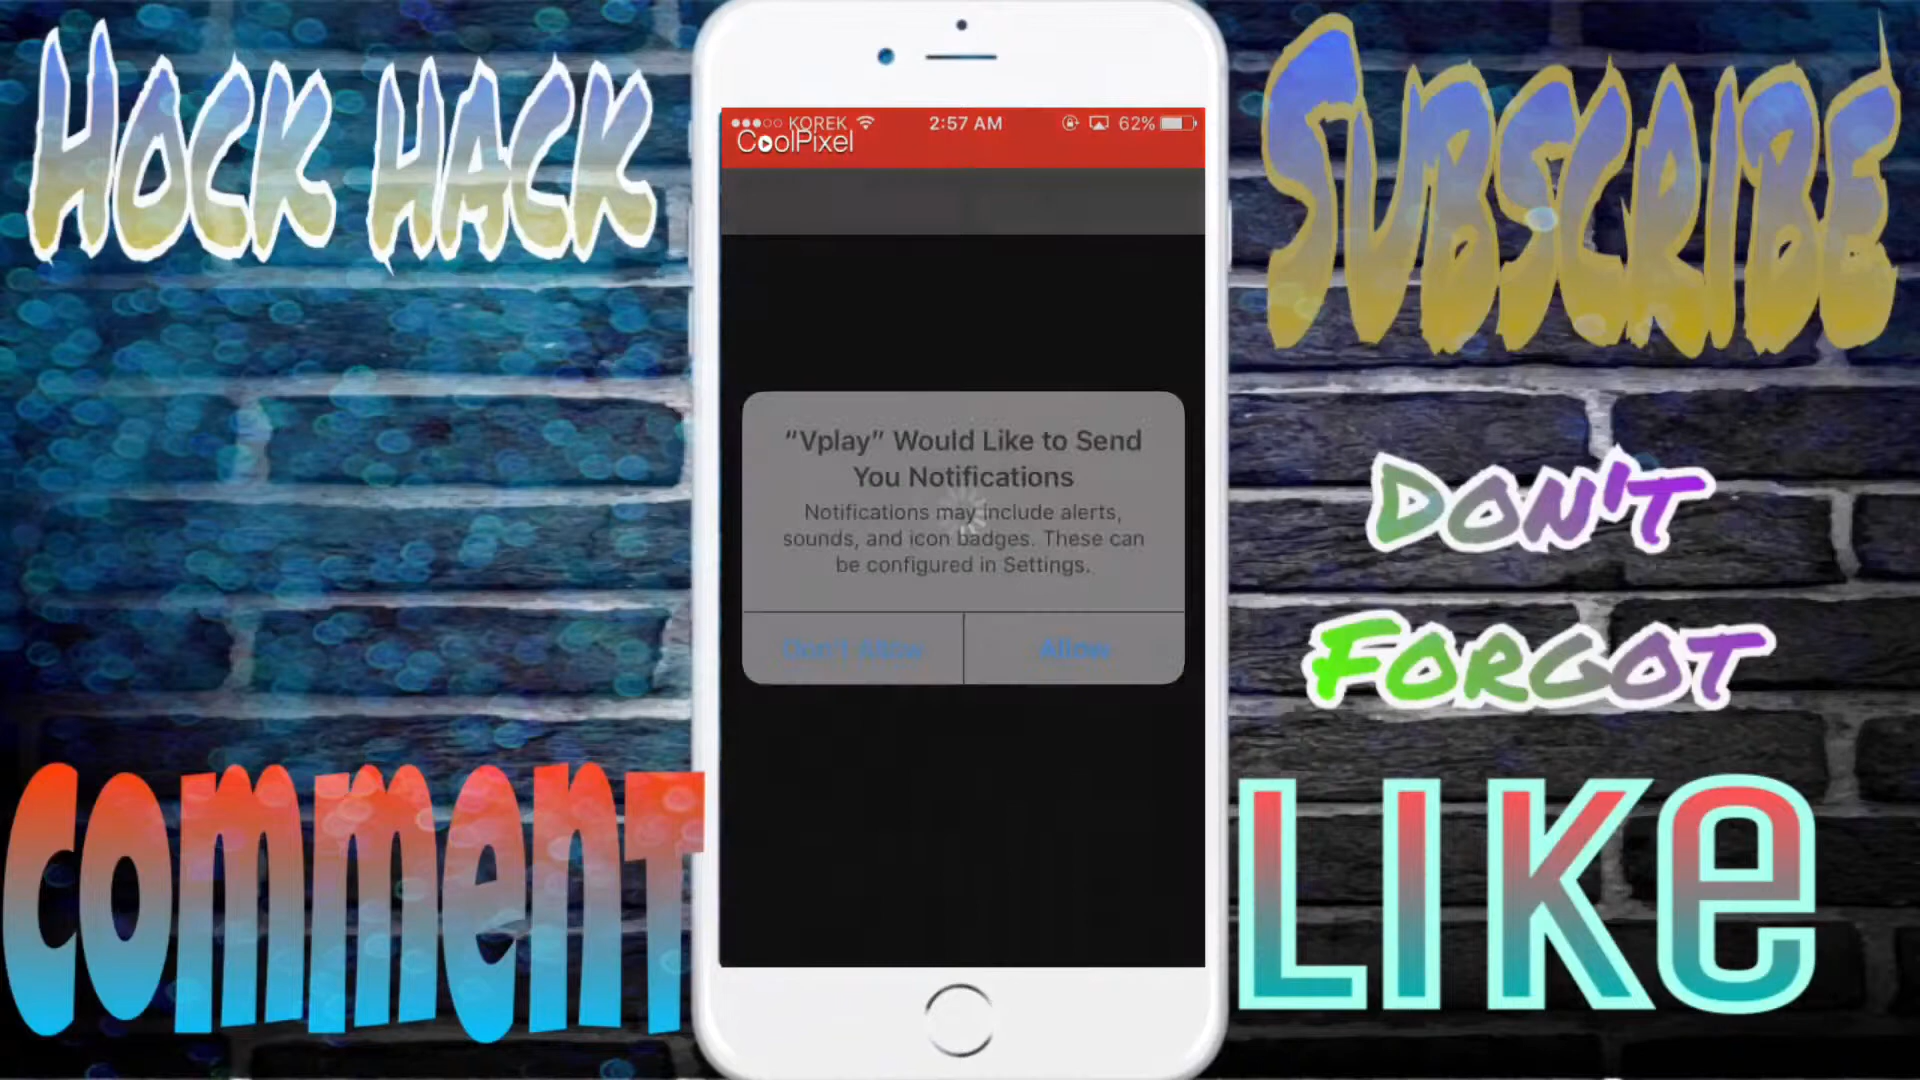 Hock hack
Subscribe
Don't
Forgot
comment
LIKe
KOREK 2:57 AM 62%
CoolPixel
“Vplay” Would Like to Send
You Notifications
Notifications may include alerts,
sounds, and icon badges. These can
be configured in Settings.
Don't Allow Allow